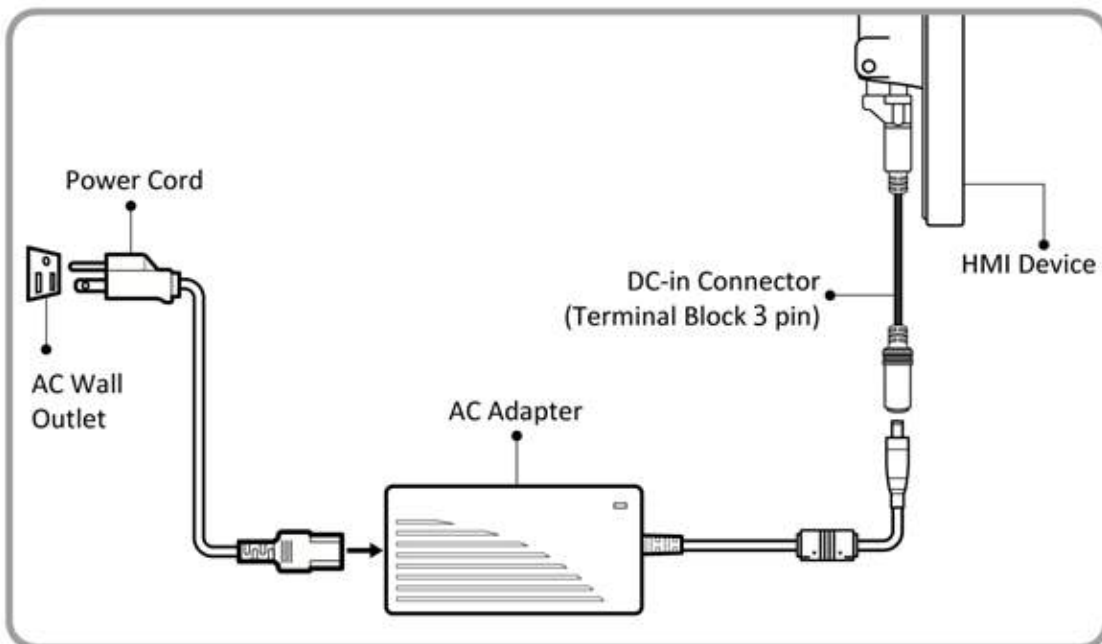 Power Cord
HMI Device
DC-in Connector
(Terminal Block 3 pin)
AC Wall
Outlet
AC Adapter